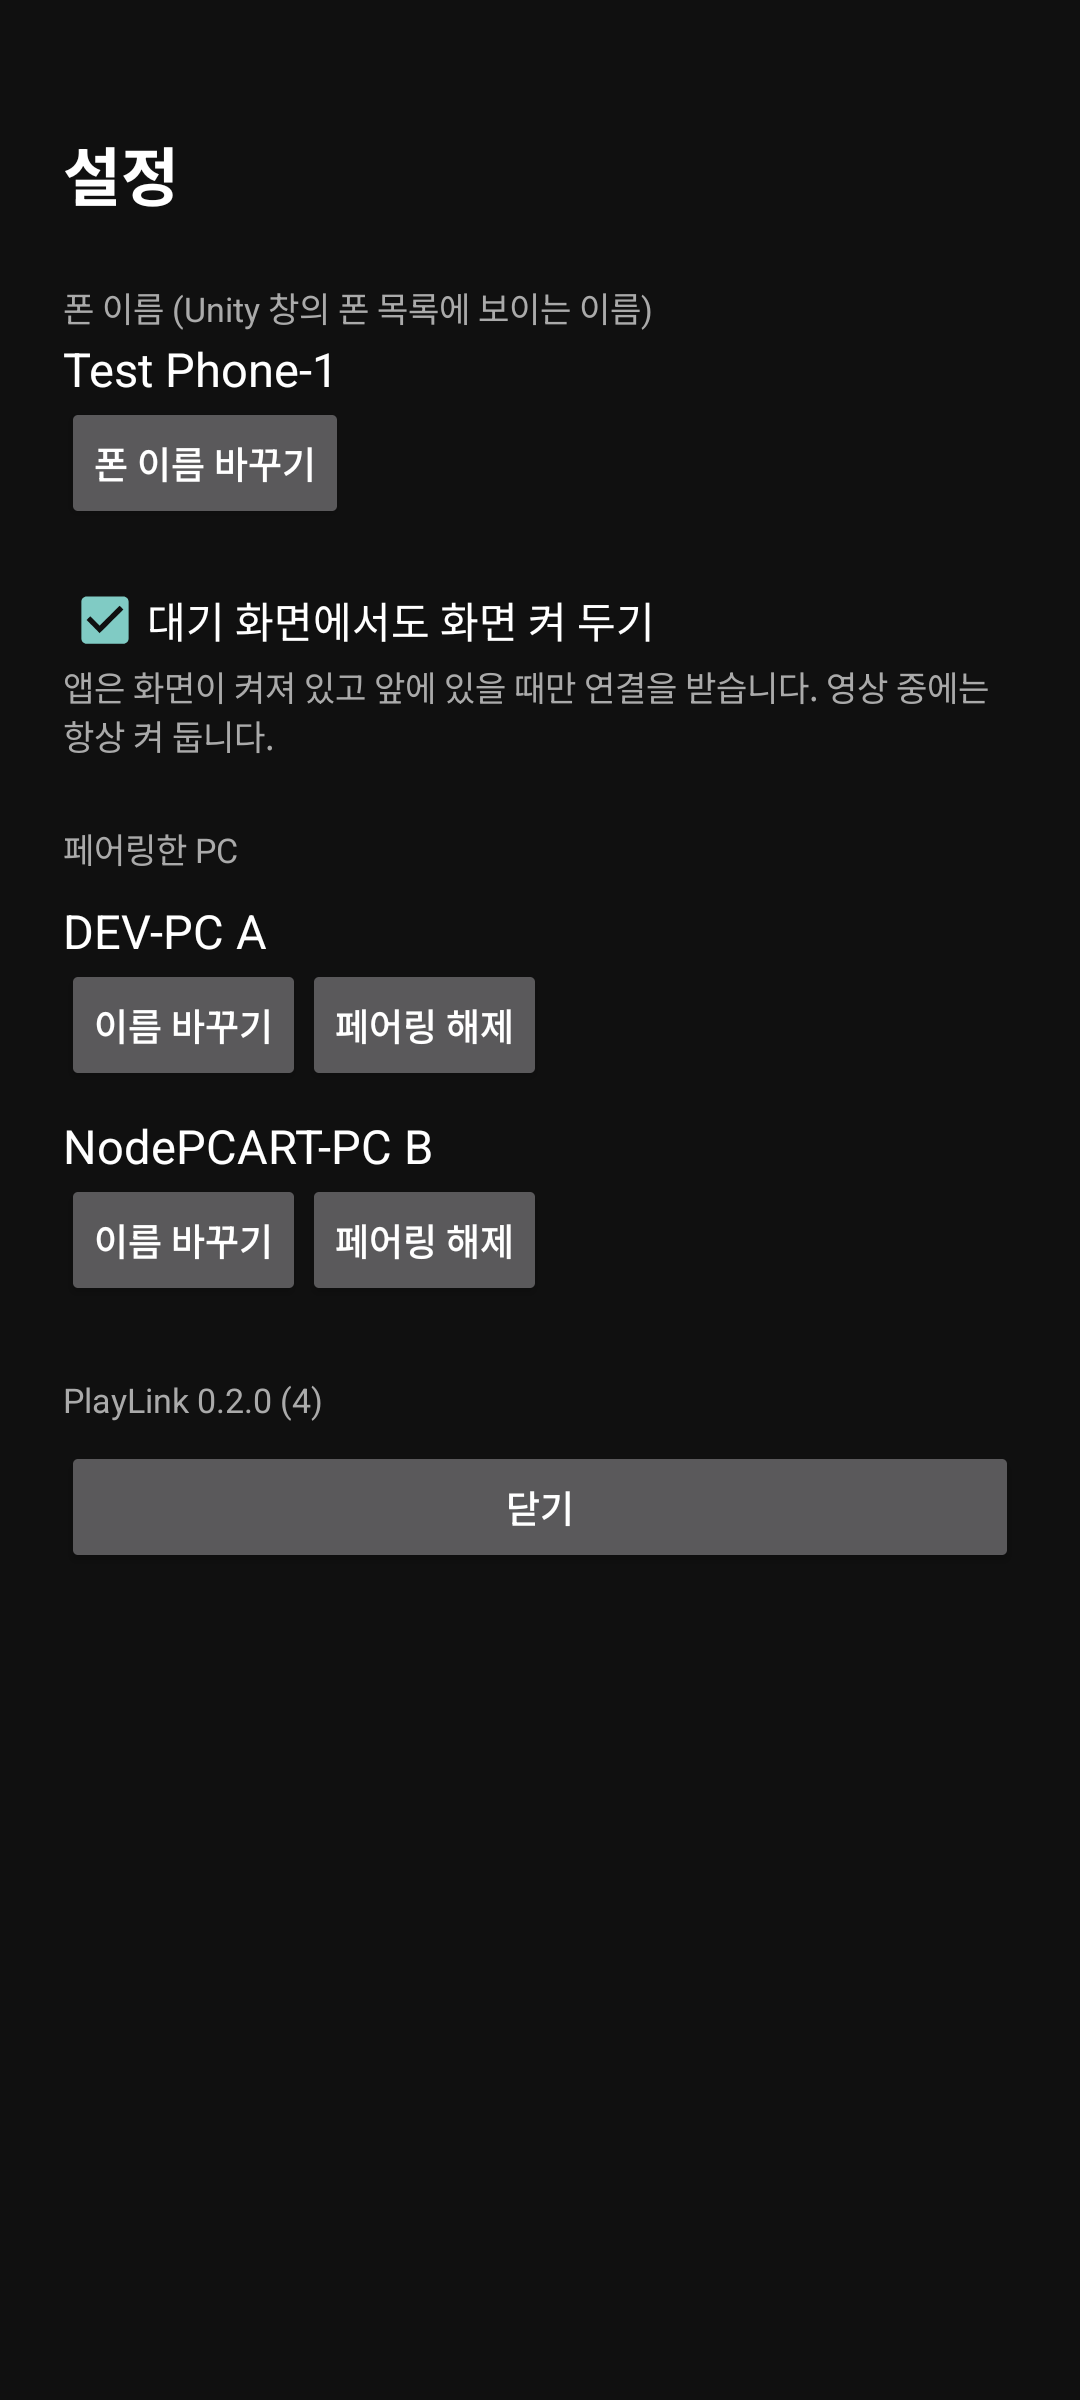 설정
폰 이름 (Unity 창의 폰 목록에 보이는 이름)
Test Phone-1
폰 이름 바꾸기
대기 화면에서도 화면 켜 두기
앱은 화면이 켜져 있고 앞에 있을 때만 연결을 받습니다. 영상 중에는
항상 켜 둡니다.
페어링한 PC
DEV-PC A
이름 바꾸기 페어링 해제
NodePCART-PC B
이름 바꾸기 페어링 해제
PlayLink 0.2.0 (4)
닫기